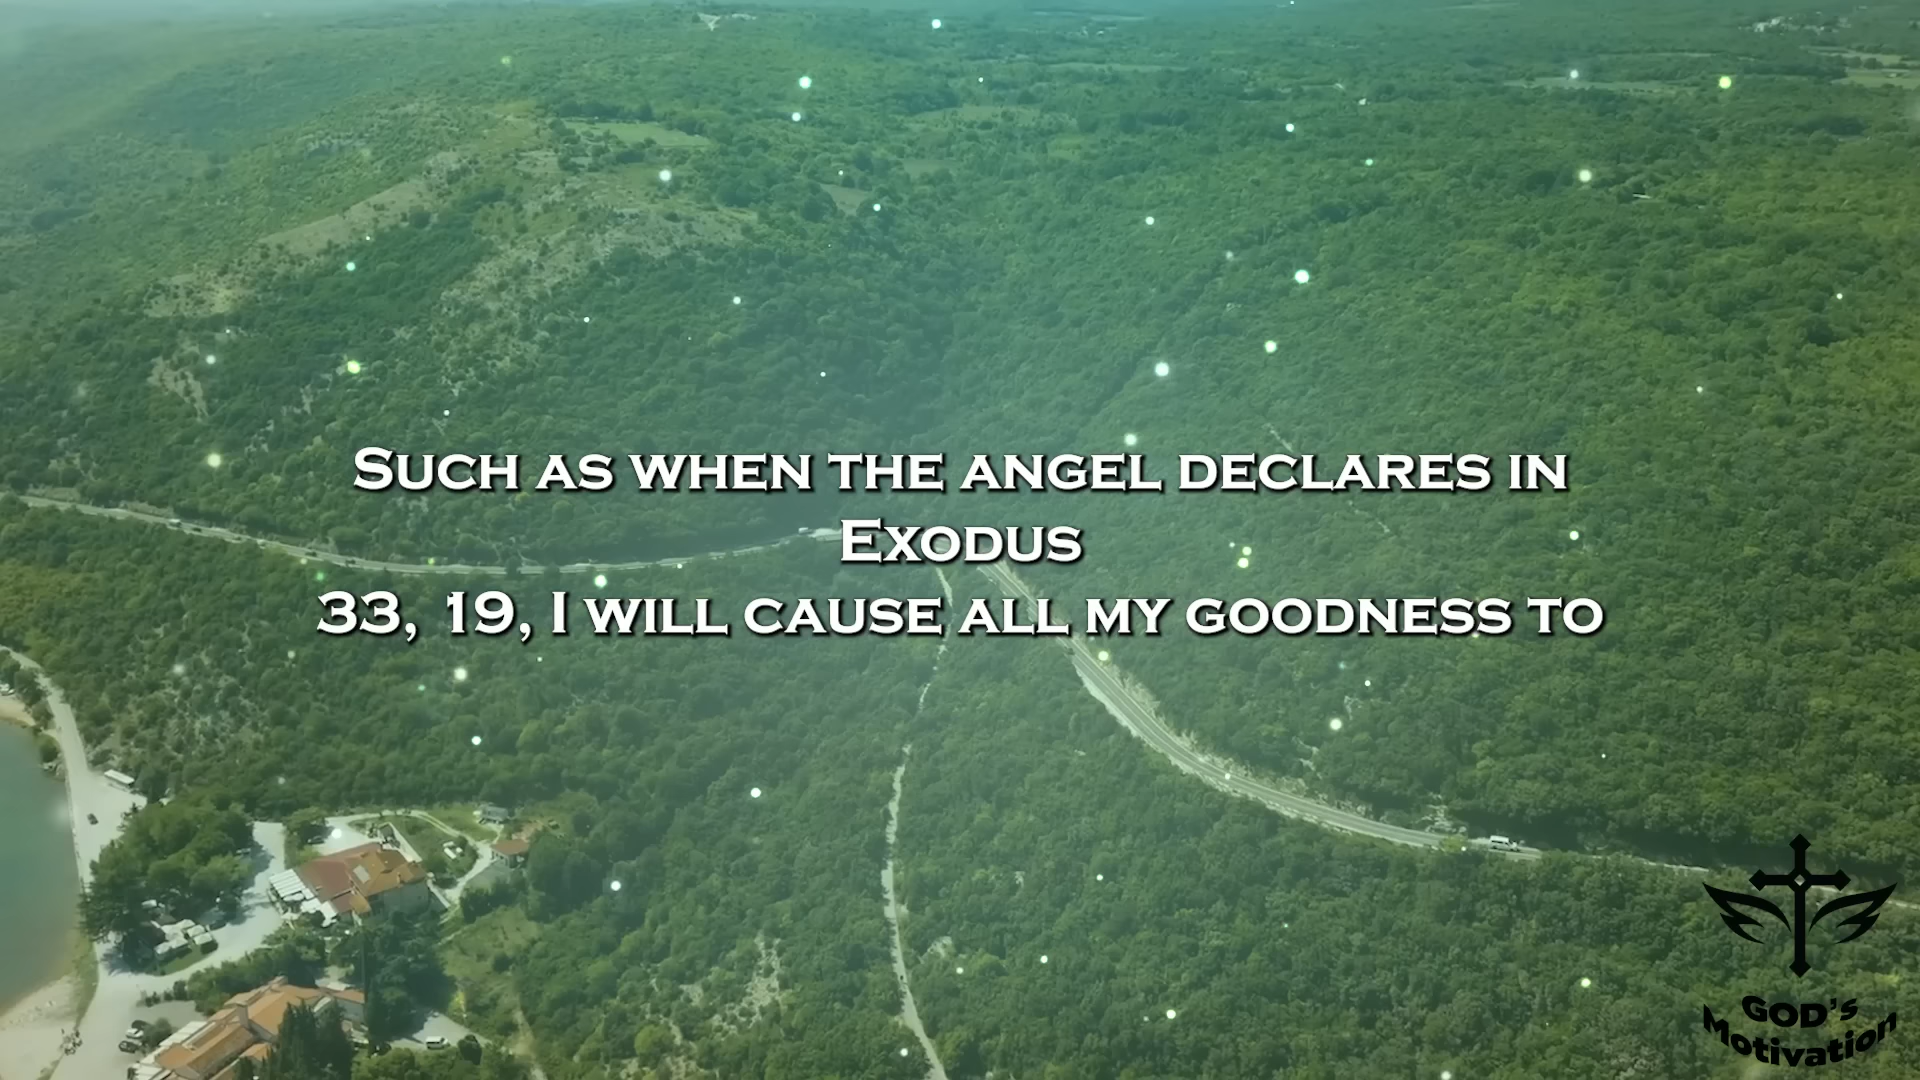 Such as when the angel declares in
Exodus
33, 19, I will cause all my goodness to
GOD's
Motivation